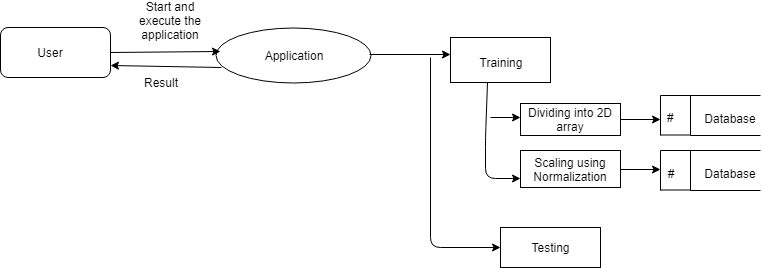 Start and
execute the
application
User
Application
Result
Training
Dividing into 2D
array
#
Database
Scaling using
Normalization
#
Database
Testing